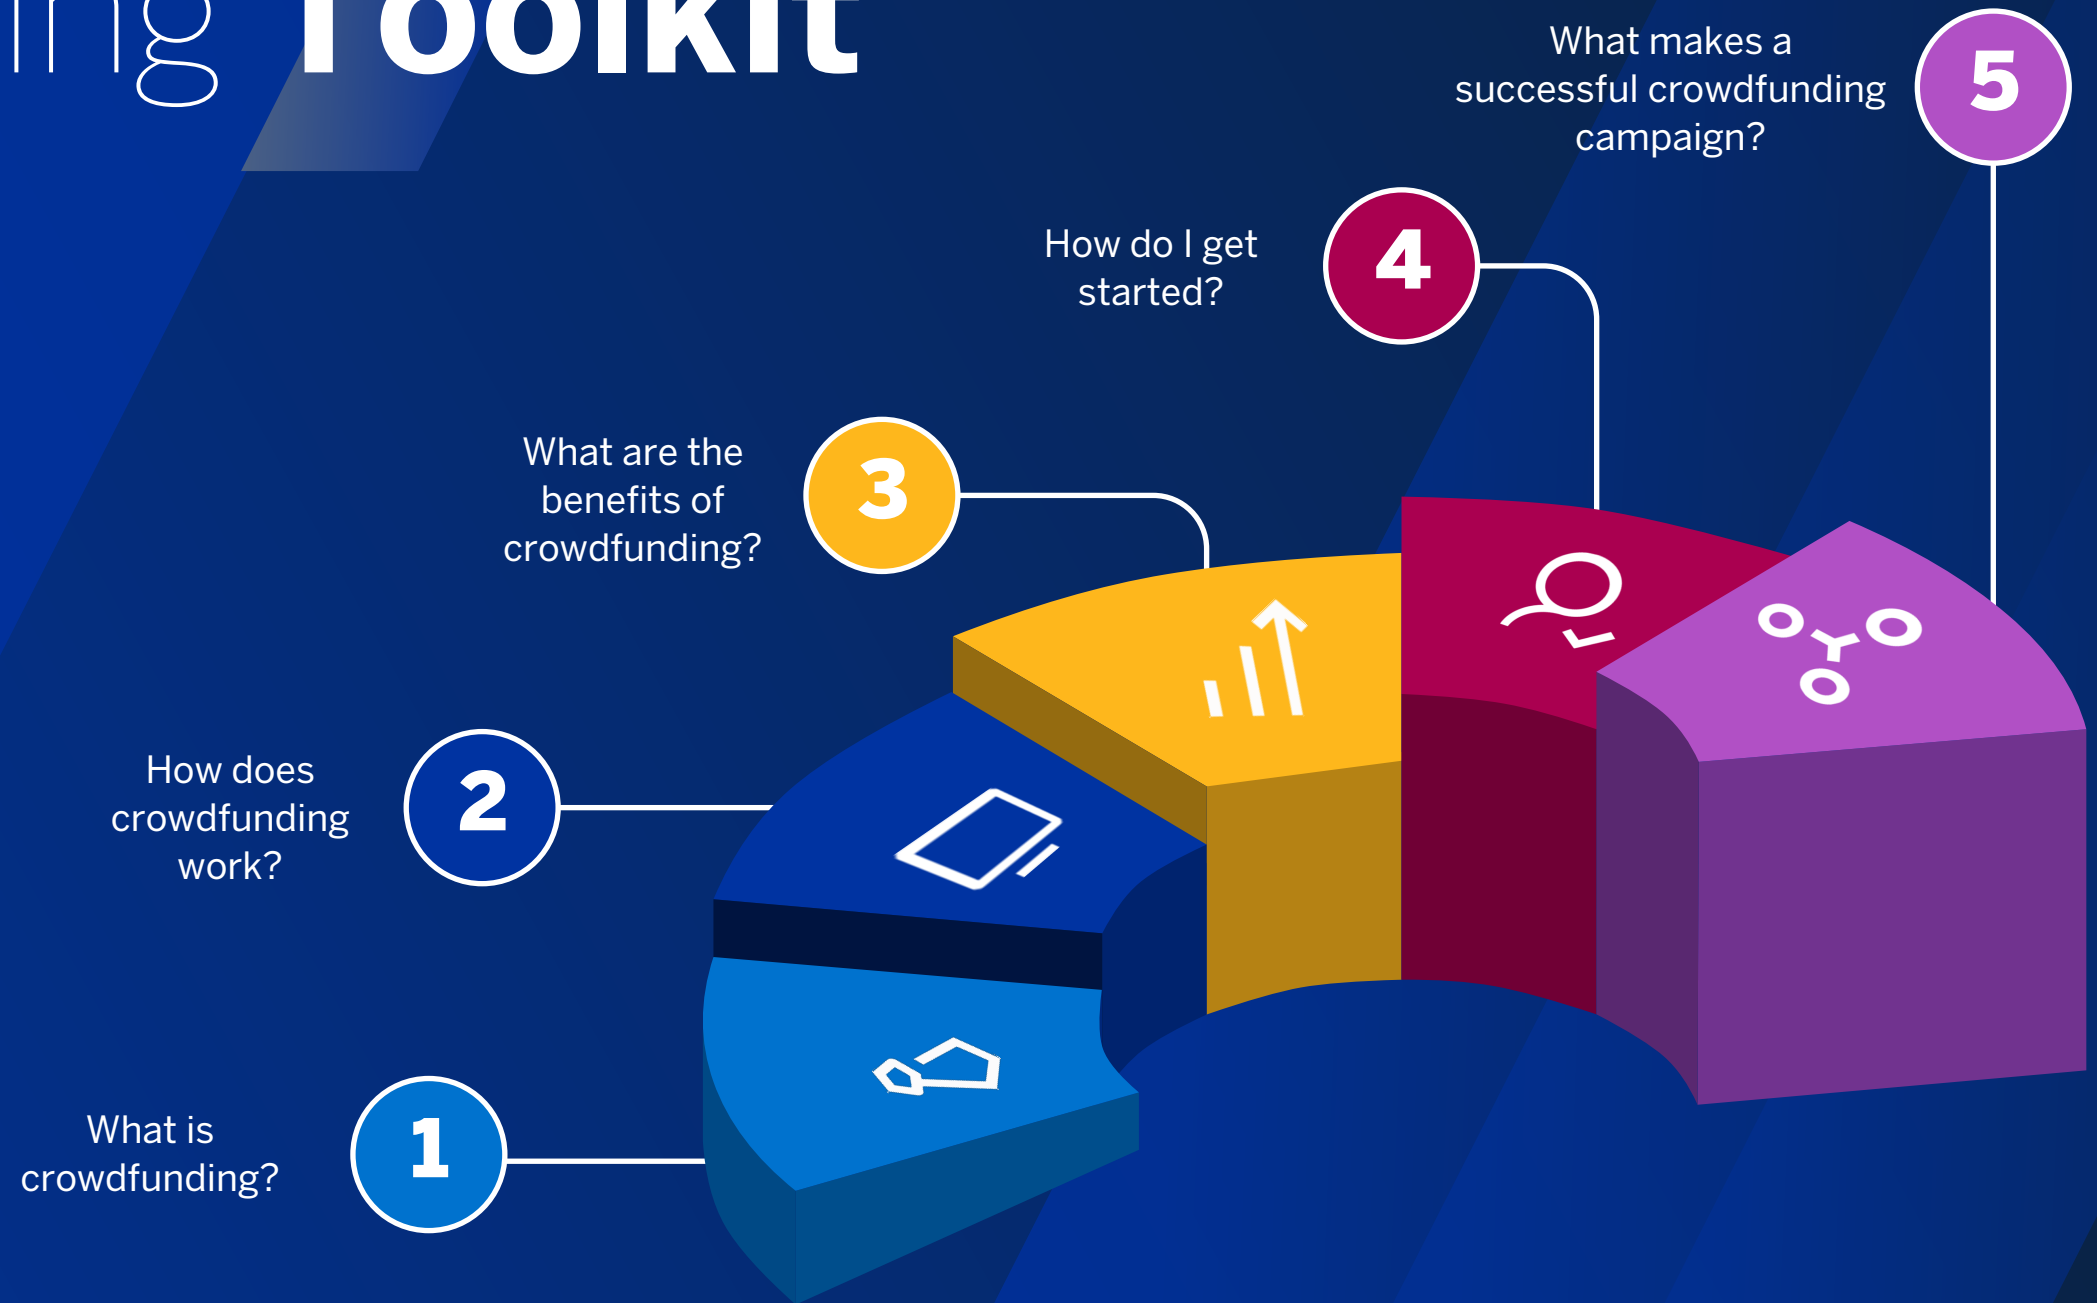 ing Toolkit
What makes a
successful crowdfunding
campaign?
5
How do I get
started?
4
What are the
benefits of
crowdfunding?
3
How does
crowdfunding
work?
2
What is
crowdfunding?
1